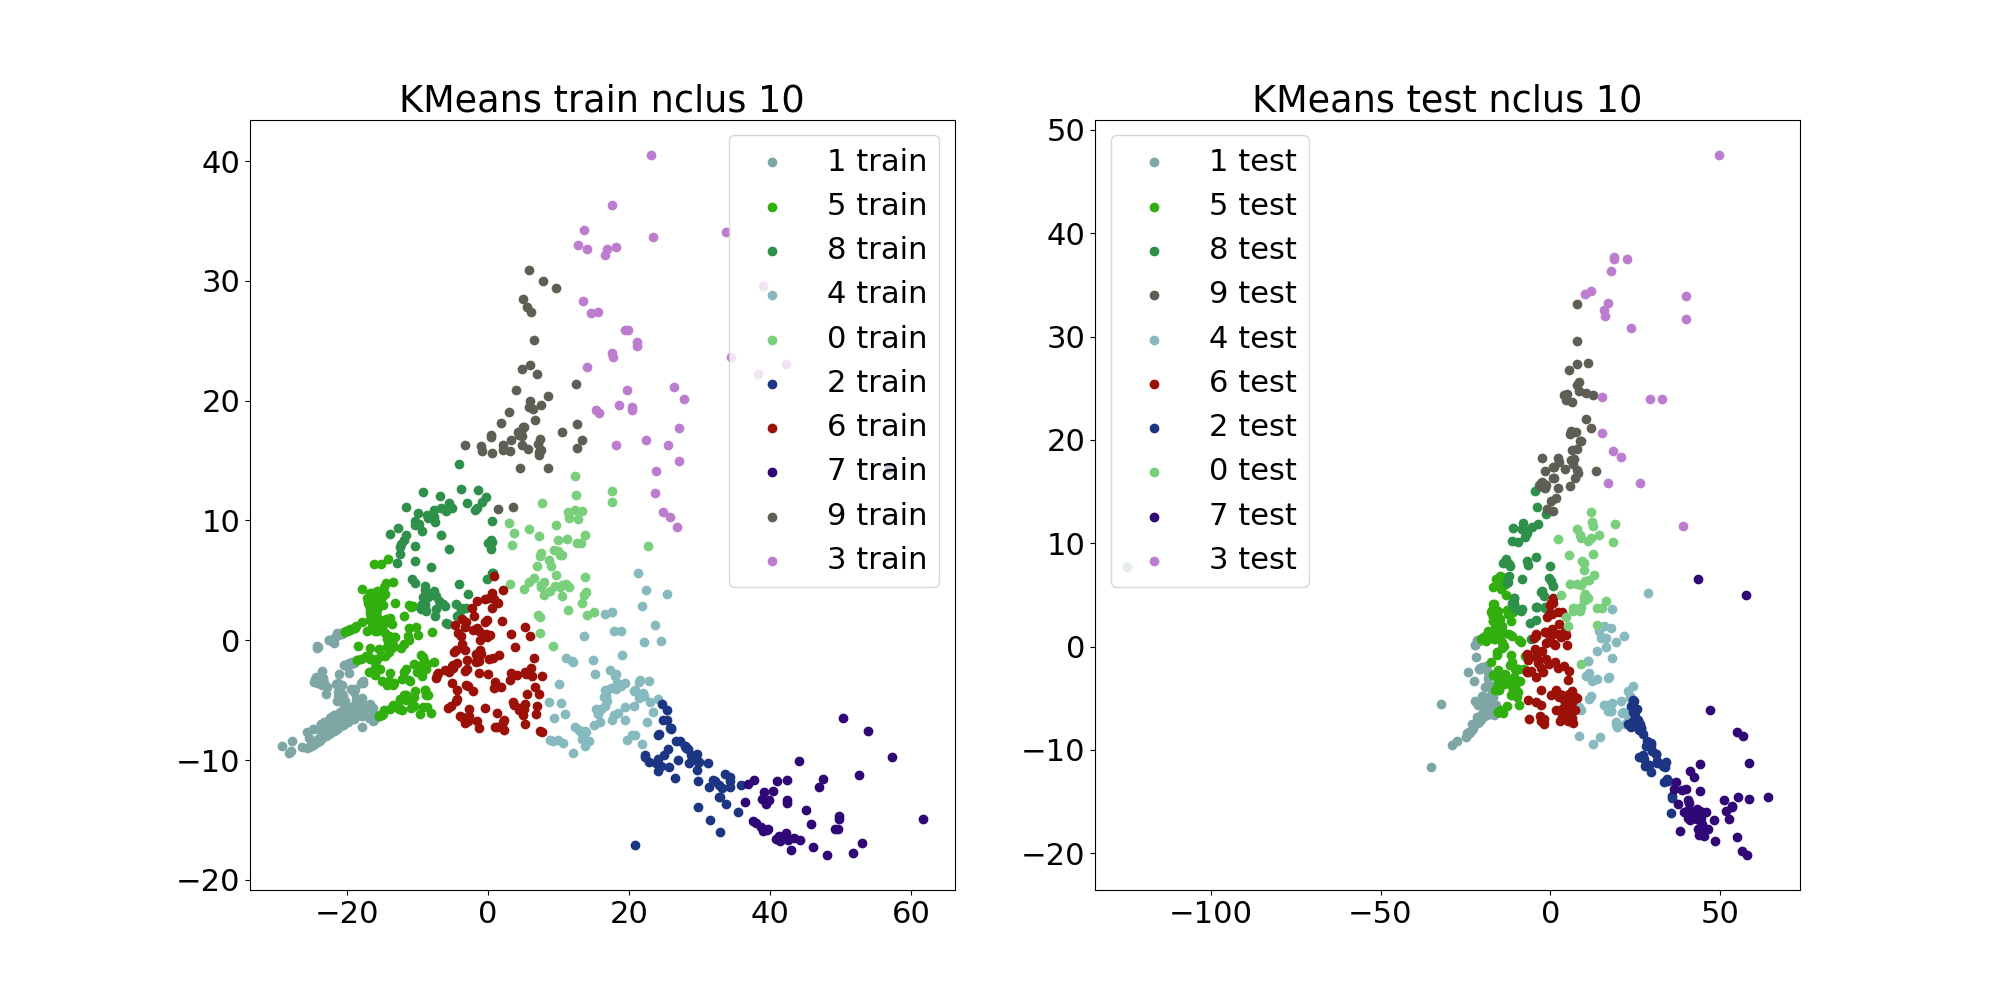 KMeans train nclus 10
40
30
20
10
0
−10
−20
−20 0 20 40 60
1 train
5 train
8 train
4 train
0 train
2 train
6 train
7 train
9 train
3 train
KMeans test nclus 10
50
40
30
20
10
0
−10
−20
−100 −50 0 50
1 test
5 test
8 test
9 test
4 test
6 test
2 test
0 test
7 test
3 test